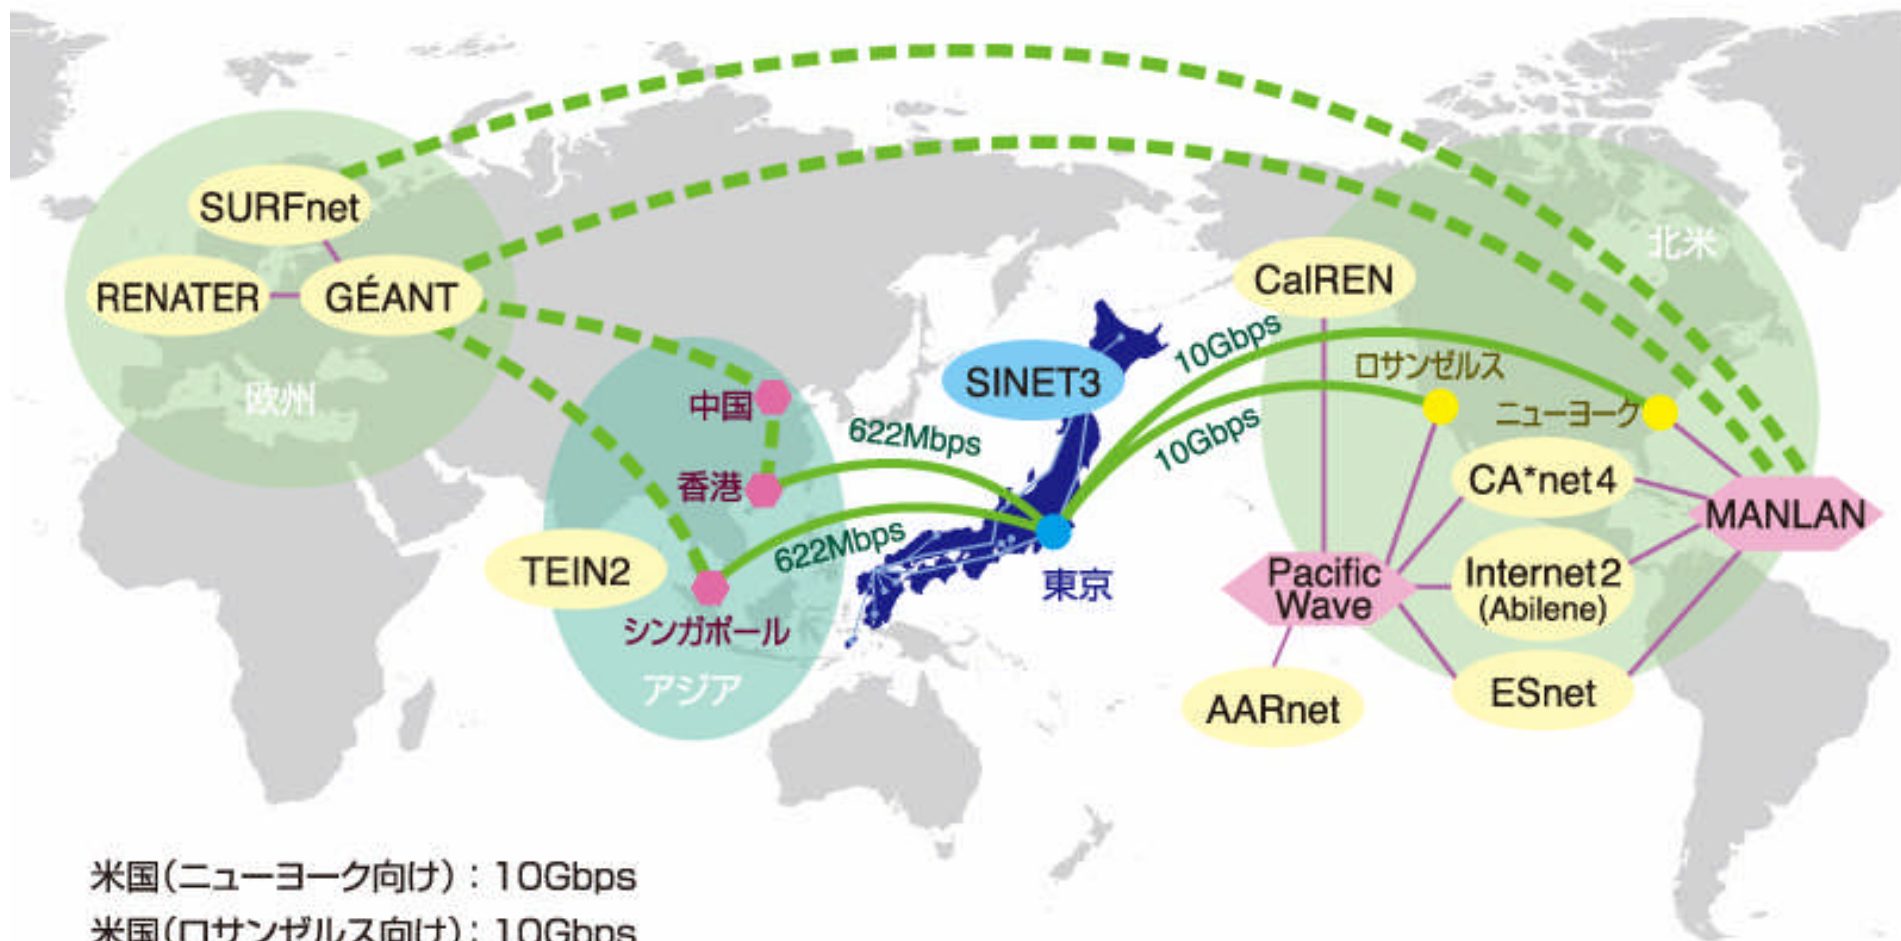 SURFnet
RENATER
GÉANT
欧州
中国
香港
TEIN2
シンガポール
アジア
622Mbps
622Mbps
SINET3
東京
10Gbps
10Gbps
CalREN
北米
ロサンゼルス
ニューヨーク
CA*net4
MANLAN
Pacific
Wave
Internet2
(Abilene)
AARnet
ESnet
米国(ニューヨーク向け):10Gbps
米国(ロサンゼルス向け):10Gbps